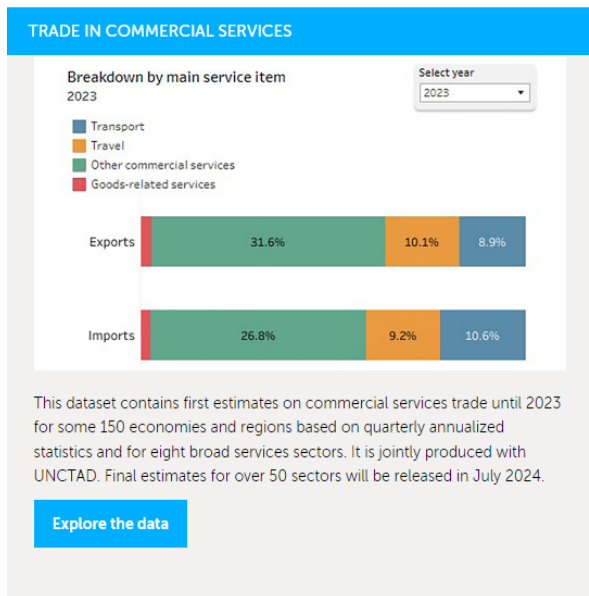 TRADE IN COMMERCIAL SERVICES
Breakdown by main service item
2023
Select year
2023
Transport
Travel
Other commercial services
Goods-related services
Exports 31.6% 10.1% 8.9%
Imports 26.8% 9.2% 10.6%
This dataset contains first estimates on commercial services trade until 2023
for some 150 economies and regions based on quarterly annualized
statistics and for eight broad services sectors. It is jointly produced with
UNCTAD. Final estimates for over 50 sectors will be released in July 2024.
Explore the data